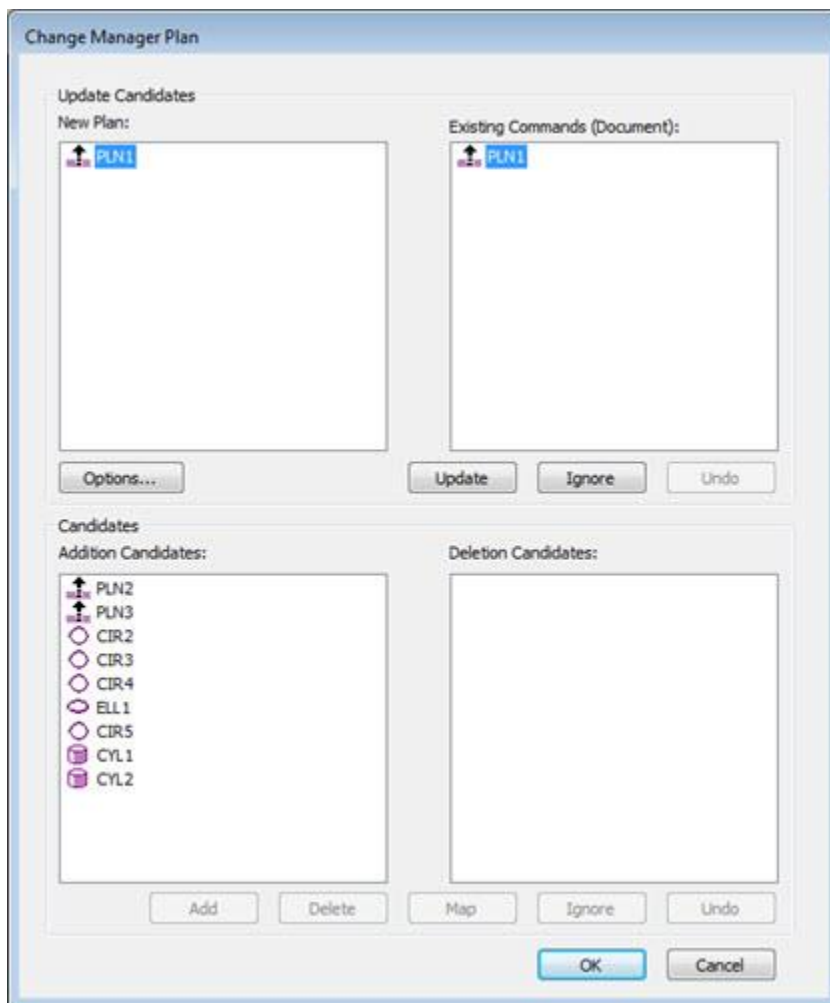 Change Manager Plan
Update Candidates
New Plan:
Existing Commands (Document):
PLN1
PLN1
Options...
Update
Ignore
Undo
Candidates
Addition Candidates:
Deletion Candidates:
PLN2
PLN3
CIR2
CIR3
CIR4
ELL1
CIR5
CYL1
CYL2
Add
Delete
Map
Ignore
Undo
OK
Cancel